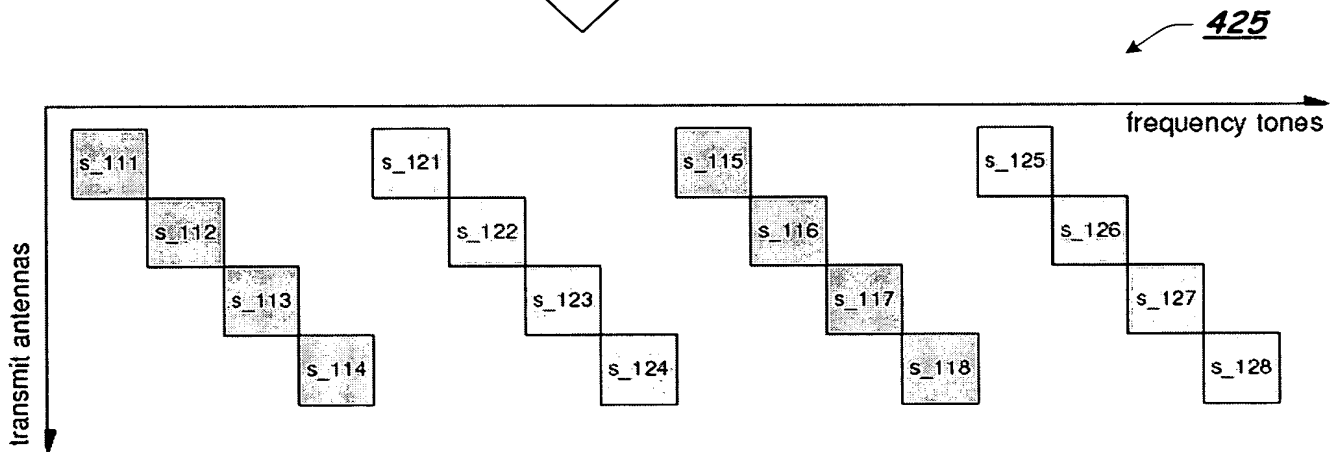 425
frequency tones
transmit antennas
s_111
s_121
s_115
s_125
s_112
s_122
s_116
s_126
s_113
s_123
s_117
s_127
s_114
s_124
s_118
s_128